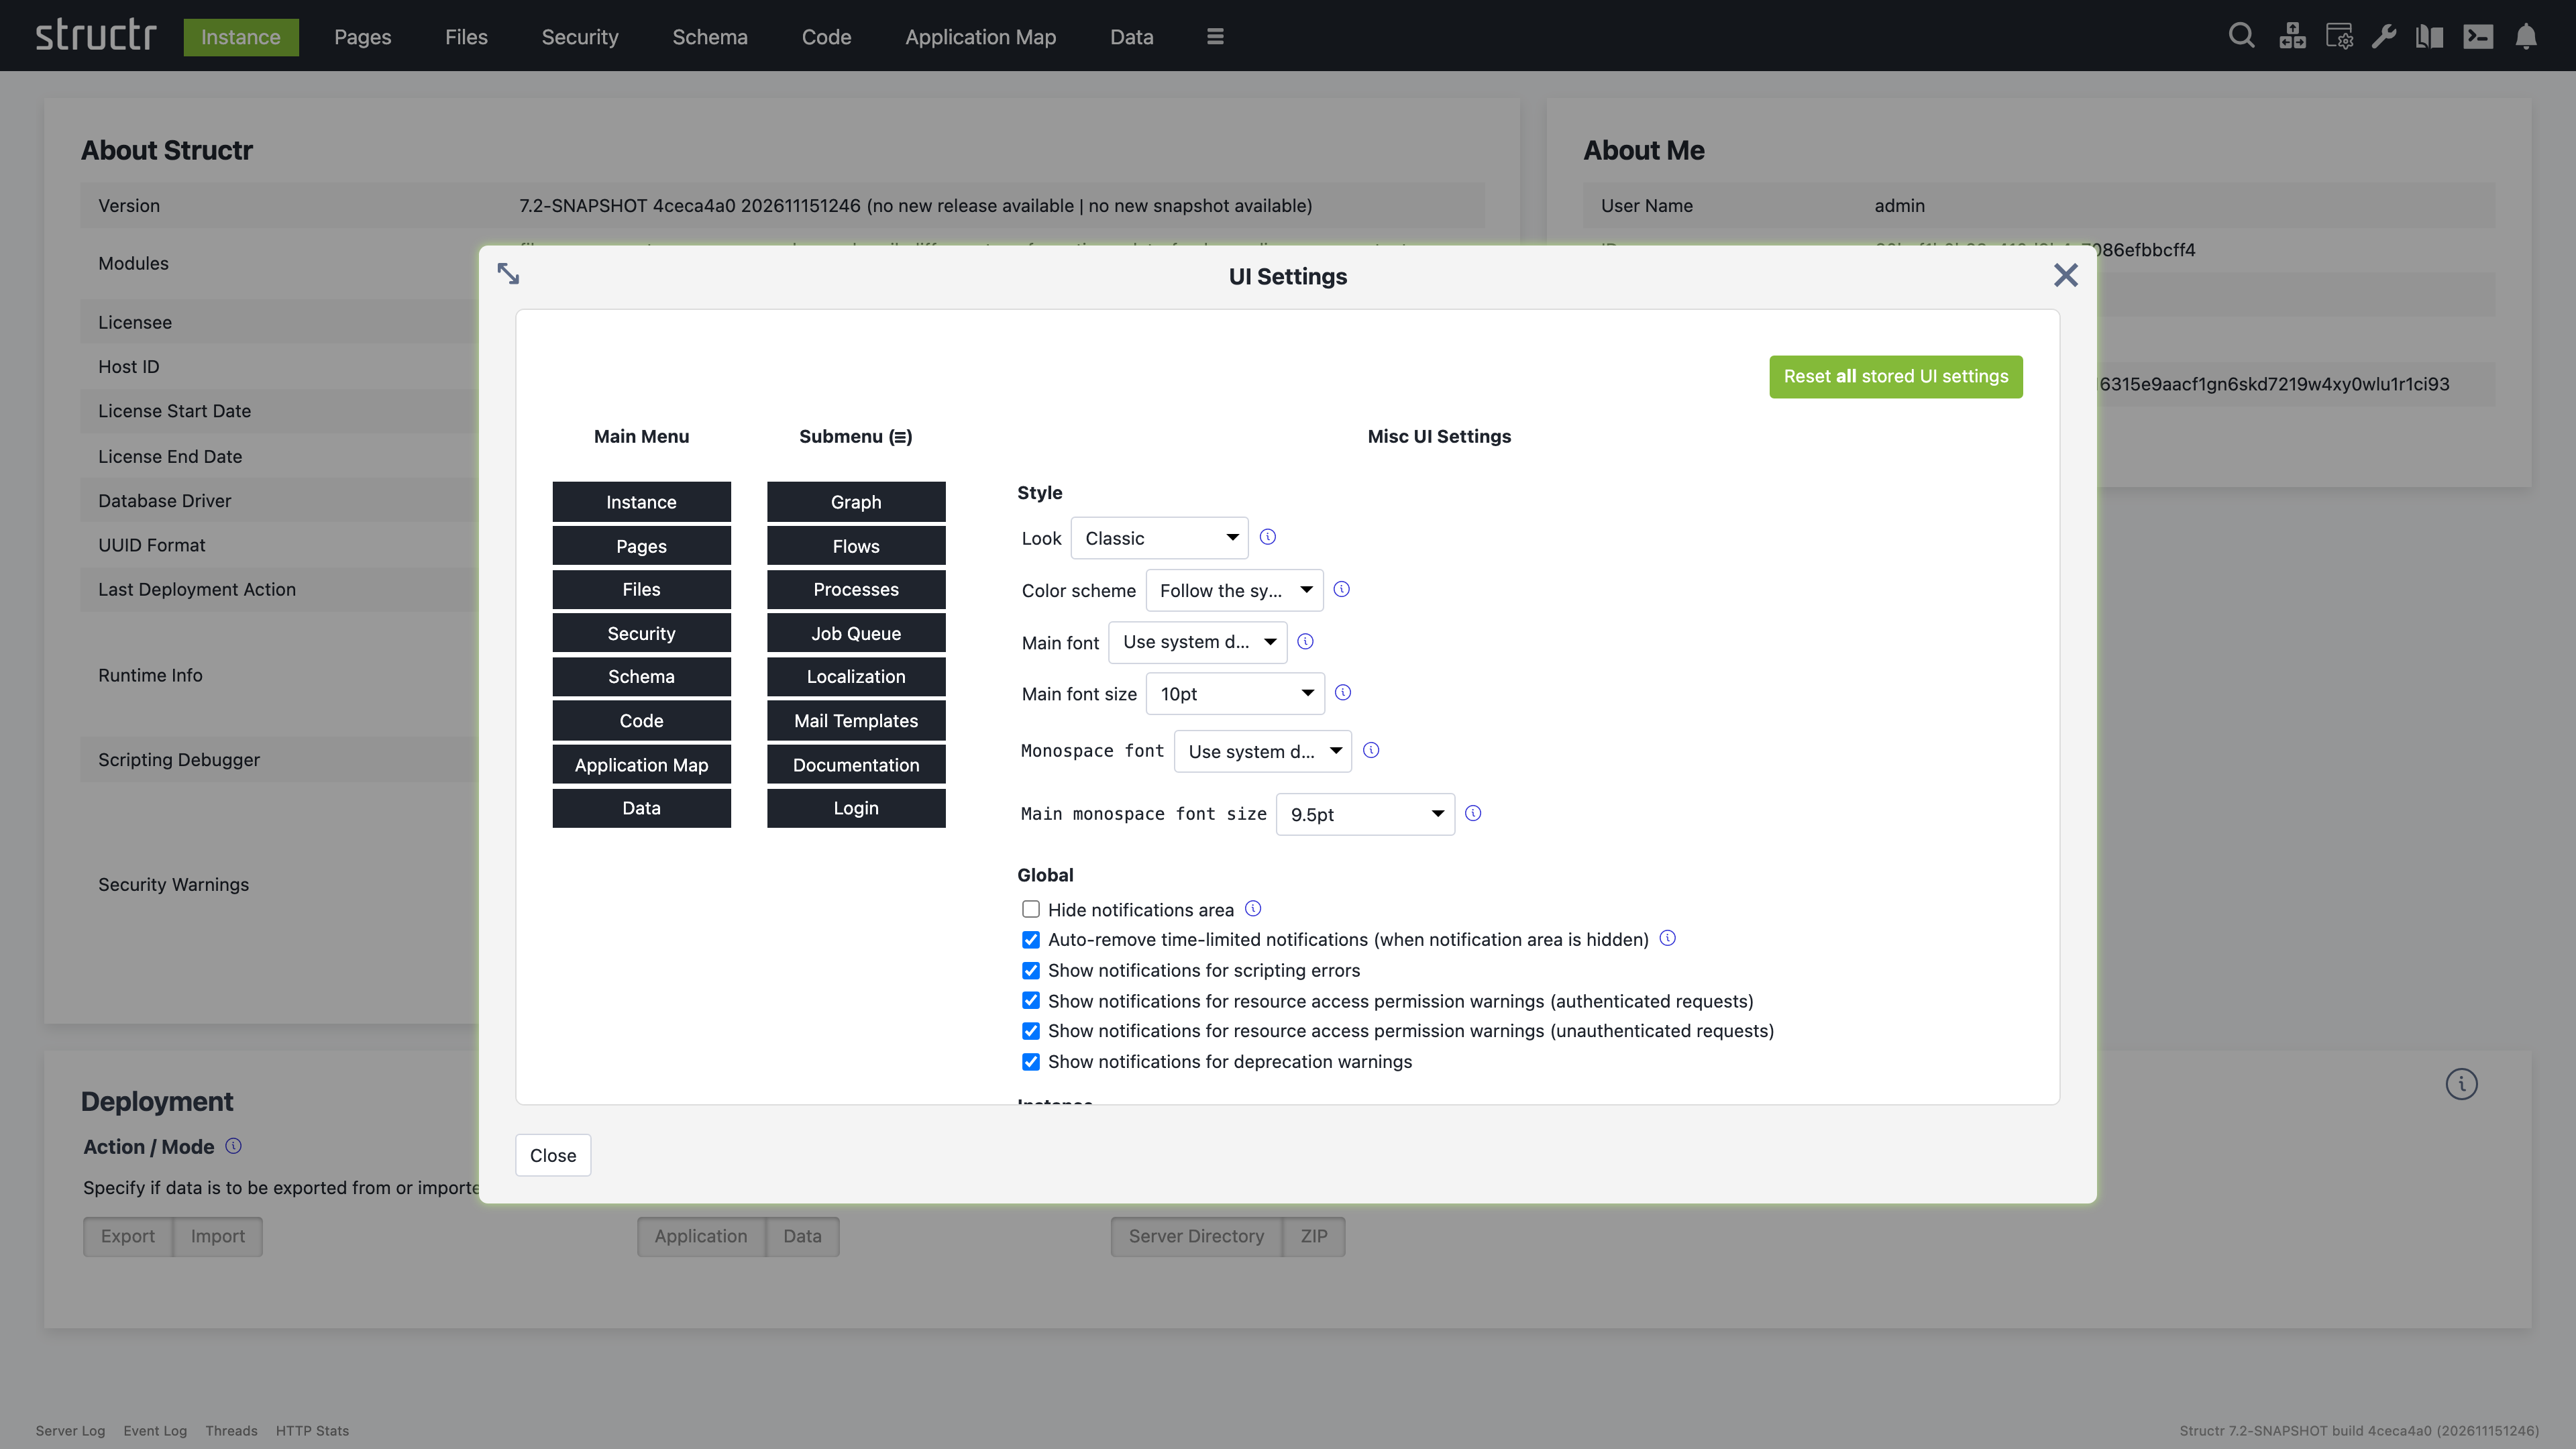 structr
Instance Pages Files Security Schema Code Application Map Data
About Structr
Version 7.2-SNAPSHOT 4ceca4a0 202611151246 (no new release available | no new snapshot available)
Modules
Licensee
Host ID
License Start Date
License End Date
Database Driver
UUID Format
Last Deployment Action
Runtime Info
Scripting Debugger
Security Warnings
About Me
User Name admin
UI Settings
Reset all stored UI settings
Main Menu
Instance
Pages
Files
Security
Schema
Code
Application Map
Data
Submenu (≡)
Graph
Flows
Processes
Job Queue
Localization
Mail Templates
Documentation
Login
Misc UI Settings
Style
Look Classic
Color scheme Follow the sy...
Main font Use system d...
Main font size 10pt
Monospace font Use system d...
Main monospace font size 9.5pt
Global
Hide notifications area
Auto-remove time-limited notifications (when notification area is hidden)
Show notifications for scripting errors
Show notifications for resource access permission warnings (authenticated requests)
Show notifications for resource access permission warnings (unauthenticated requests)
Show notifications for deprecation warnings
Close
Deployment
Action / Mode
Specify if data is to be exported from or
Export Import
Application Data
Server Directory ZIP
Server Log Event Log Threads HTTP Stats
Structr 7.2-SNAPSHOT build 4ceca4a0 (202611151246)